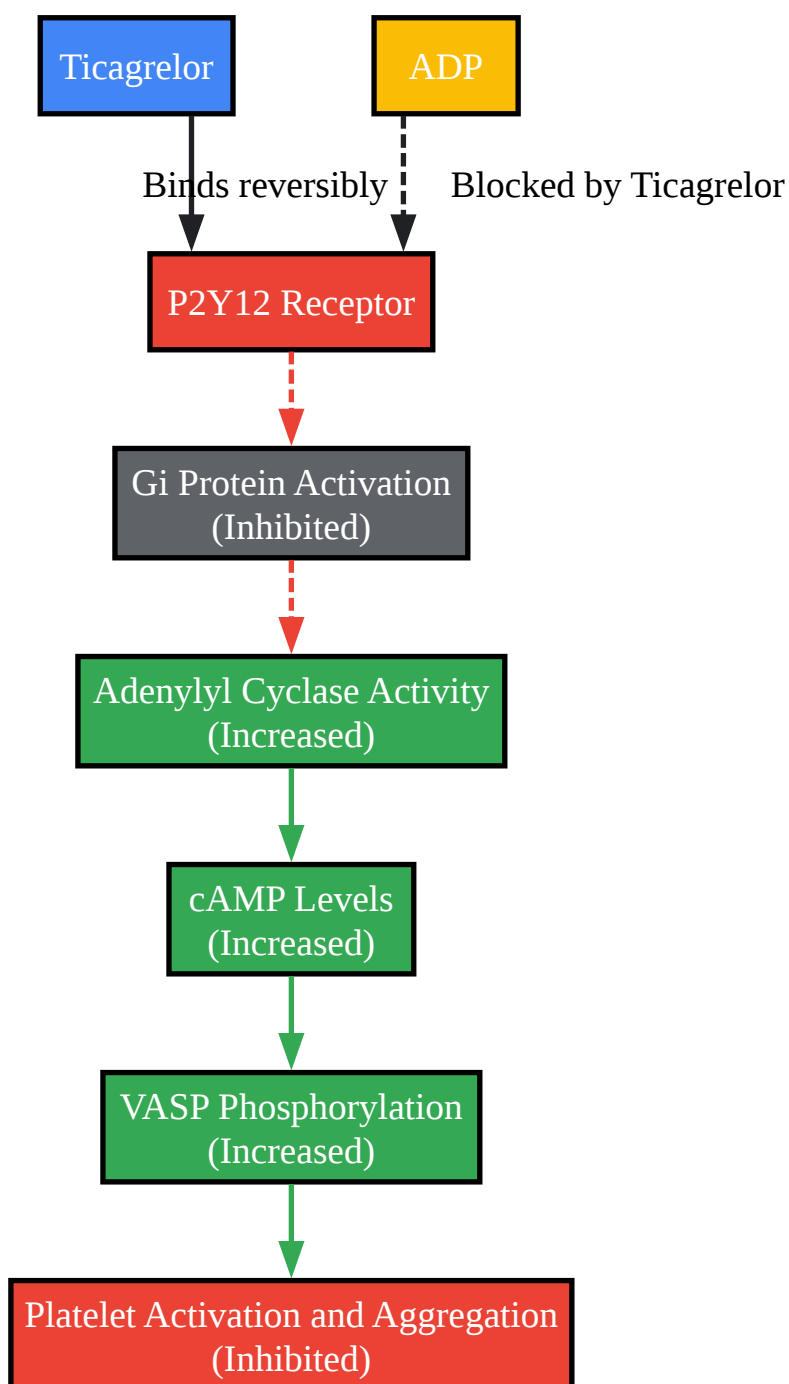 Ticagrelor
ADP
Binds reversibly
Blocked by Ticagrelor
P2Y12 Receptor
Gi Protein Activation
(Inhibited)
Adenylyl Cyclase Activity
(Increased)
cAMP Levels
(Increased)
VASP Phosphorylation
(Increased)
Platelet Activation and Aggregation
(Inhibited)